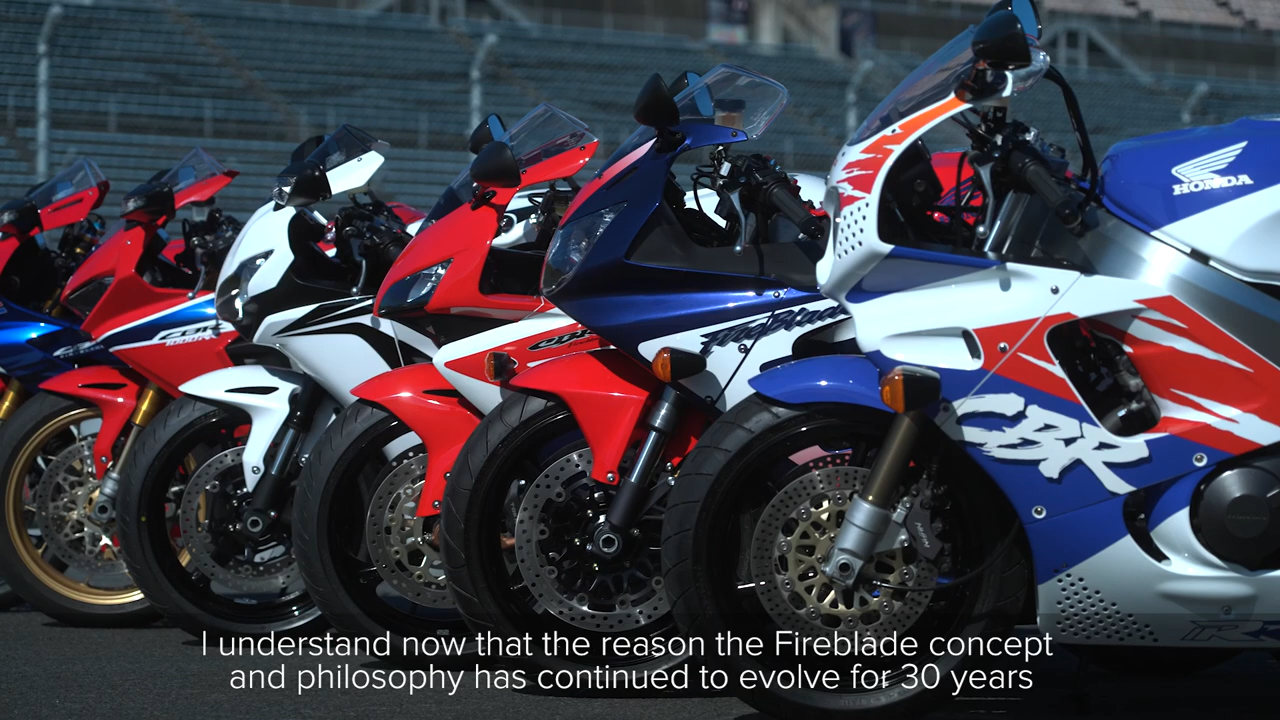 HONDA
FireBlade
CBR
1000RR
CBR
I understand now that the reason the Fireblade concept
and philosophy has continued to evolve for 30 years